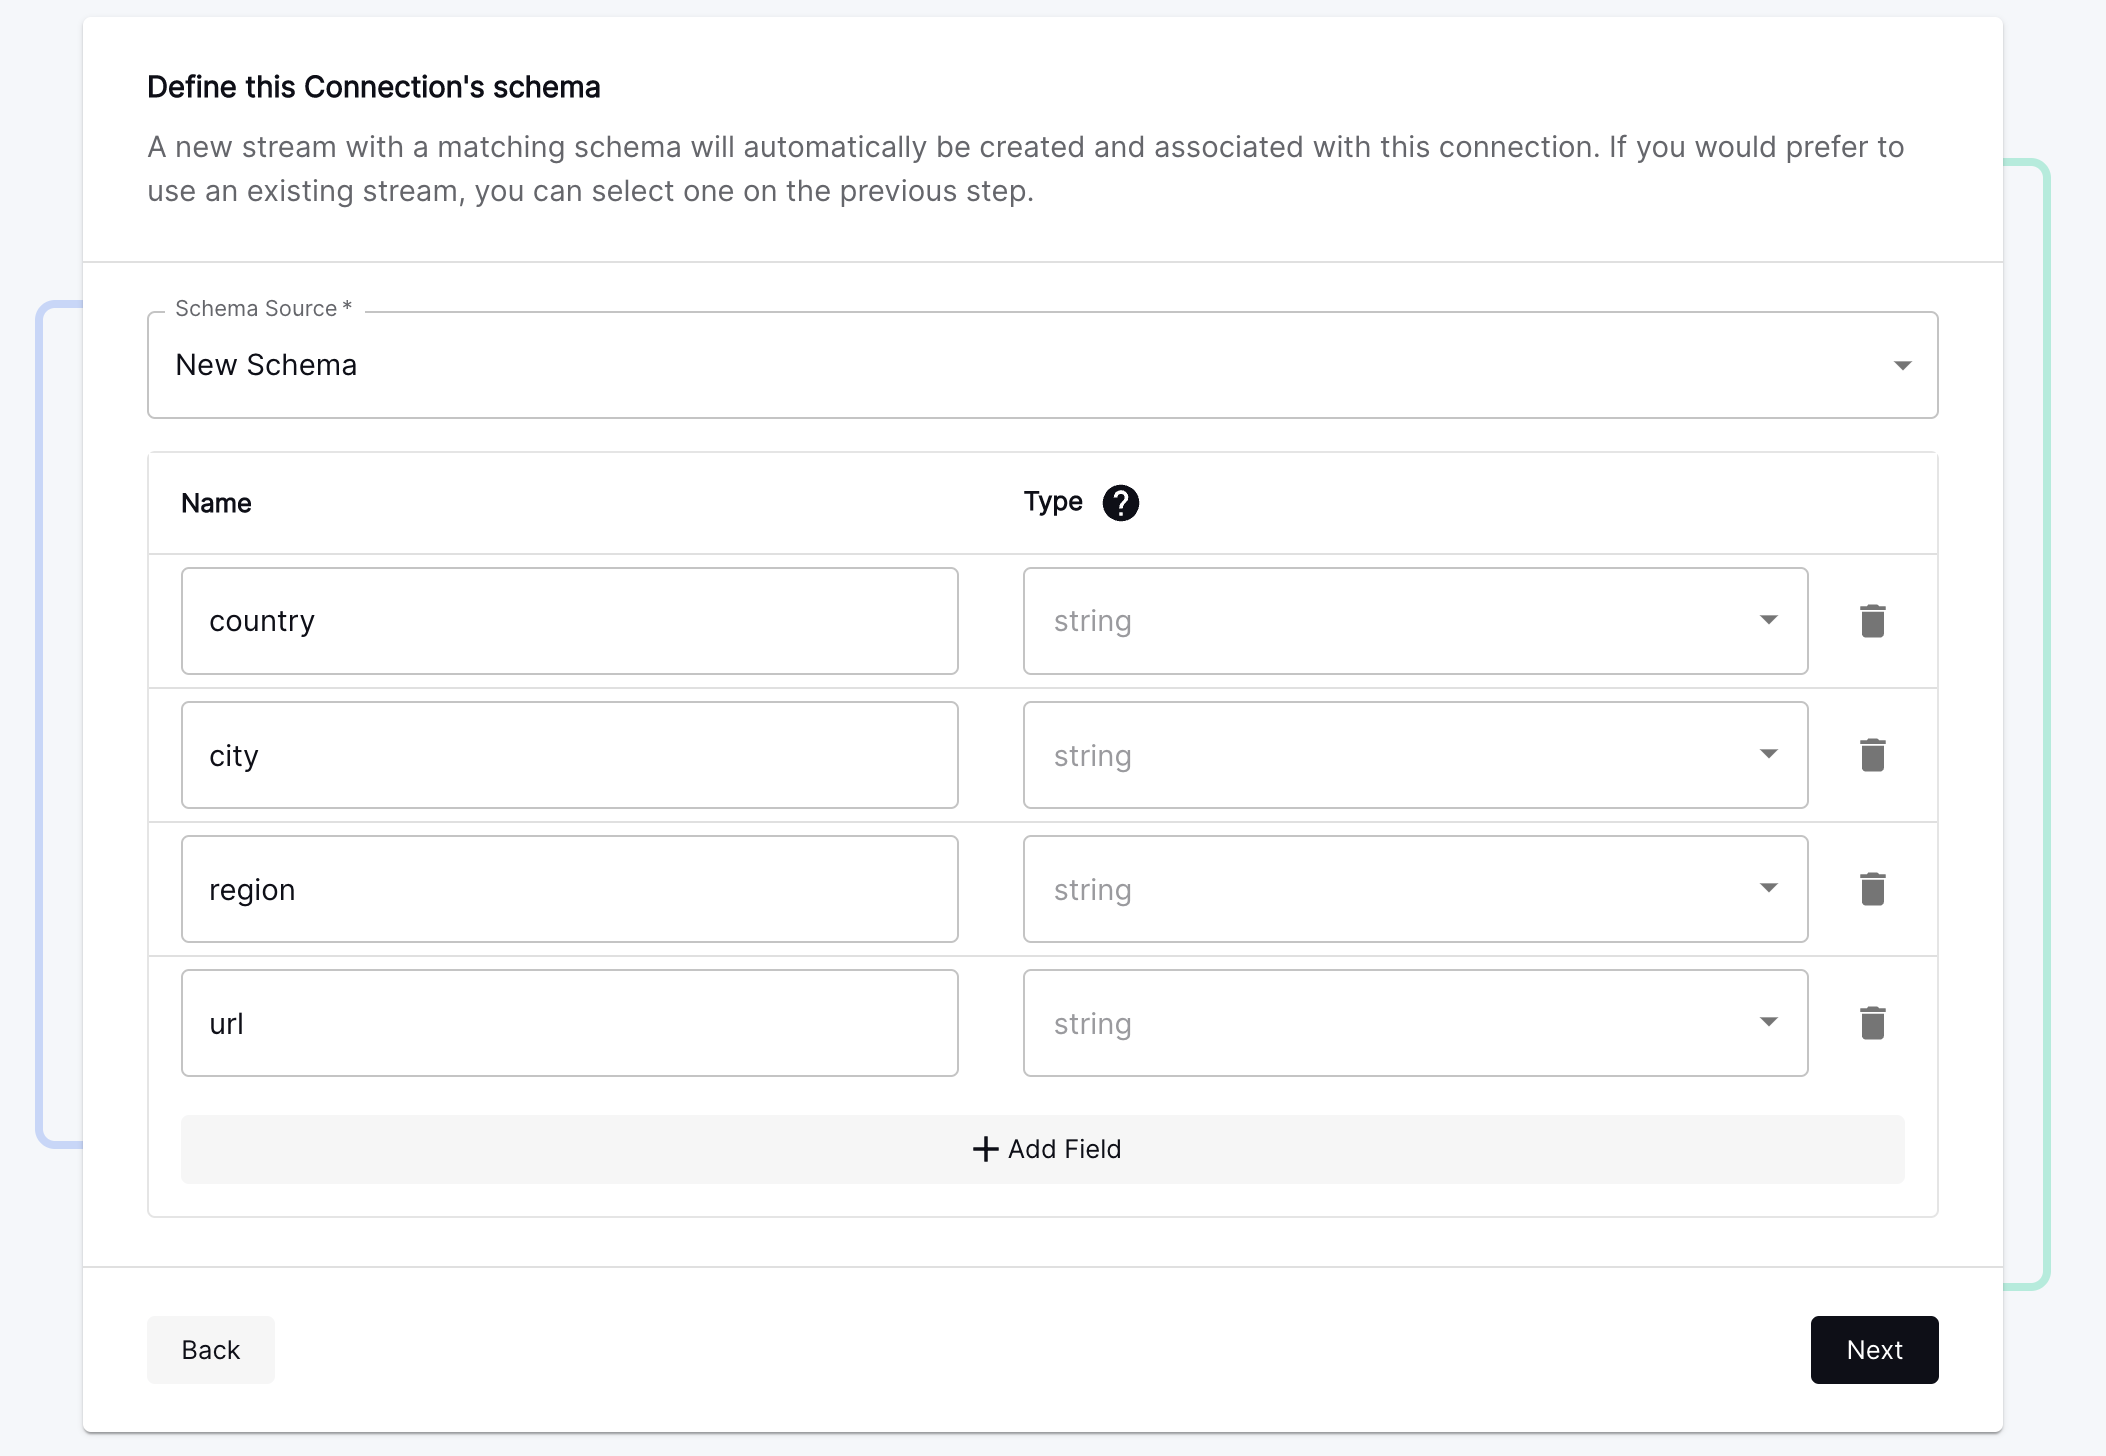 Define this Connection's schema
A new stream with a matching schema will automatically be created and associated with this connection. If you would prefer to
use an existing stream, you can select one on the previous step.
Schema Source *
New Schema
Name Type ?
country string
city string
region string
url string
+ Add Field
Back Next